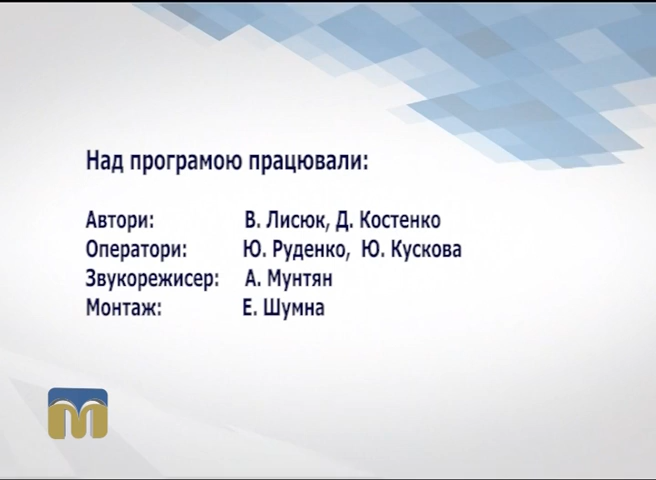 Над програмою працювали:
Автори: В. Лисюк, Д. Костенко
Оператори: Ю. Руденко, Ю. Кускова
Звукорежисер: А. Мунтян
Монтаж: Е. Шумна